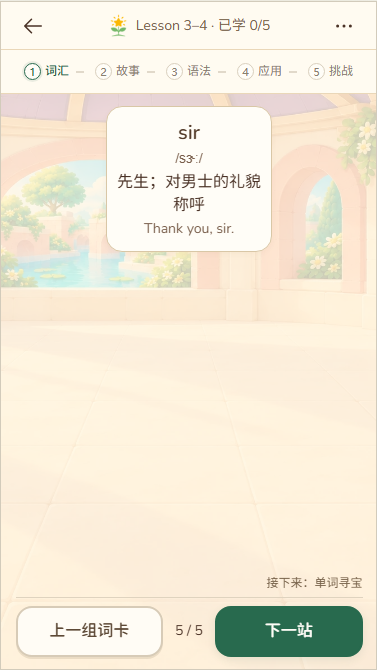 Lesson 3–4 · 已学 0/5
1 词汇 – 2 故事 – 3 语法 – 4 应用 – 5 挑战
sir
/sɝː/
先生；对男士的礼貌
称呼
Thank you, sir.
接下来：单词寻宝
上一组词卡 5 / 5 下一站